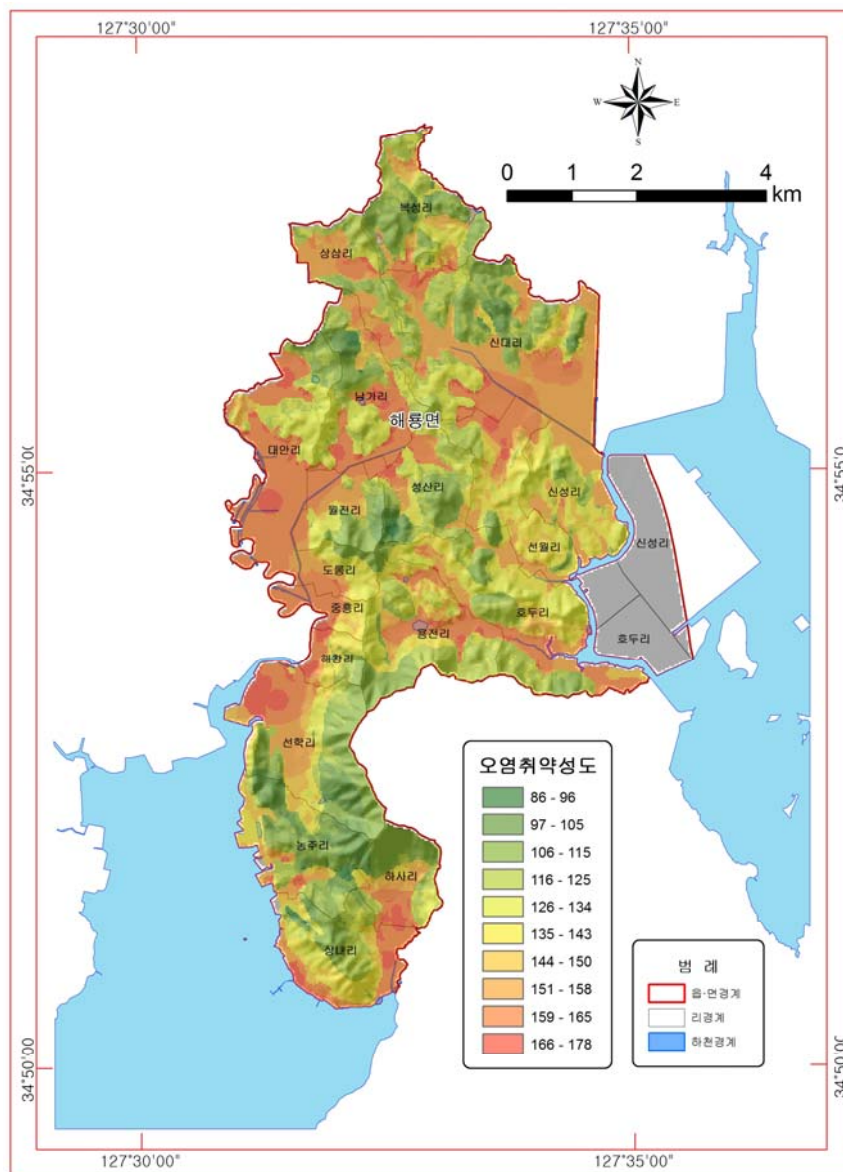 127°30'00"
127°35'00"
N
W
E
S
0
1
2
4
km
복성리
상삼리
신대리
남가리
해룡면
대안리
34°55'00
34°55'00
성산리
신성리
월전리
선월리
신성리
도롱리
중흥리
호두리
용전리
호두리
해창리
선학리
오염취약성도
86 - 96
97 - 105
106 - 115
116 - 125
126 - 134
135 - 143
144 - 150
151 - 158
159 - 165
166 - 178
농주리
하사리
상내리
범 례
읍·면경계
리경계
하천경계
34°50'00
34°50'00
127°30'00"
127°35'00"